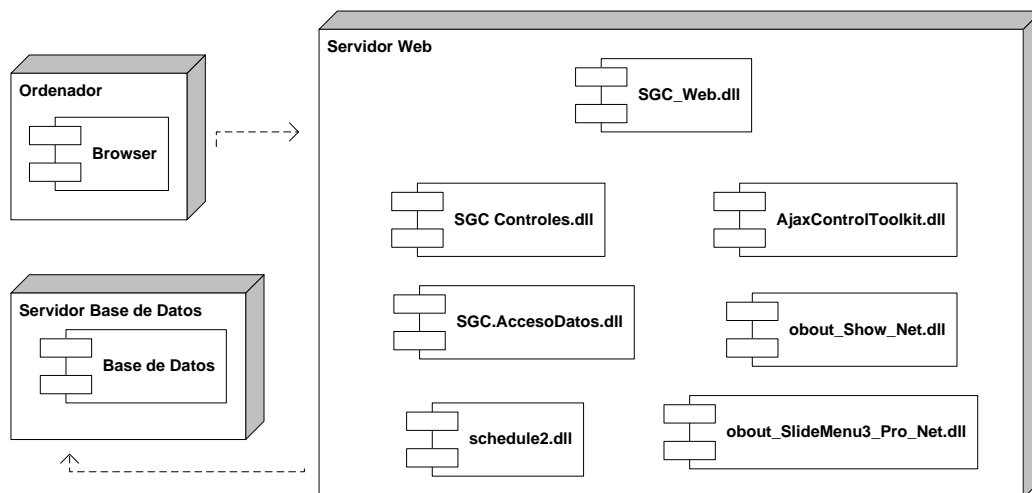 Servidor Web
SGC_Web.dll
Ordenador
Browser
SGC Controles.dll
AjaxControlToolkit.dll
Servidor Base de Datos
Base de Datos
SGC.AccesoDatos.dll
obout_Show_Net.dll
schedule2.dll
obout_SlideMenu3_Pro_Net.dll